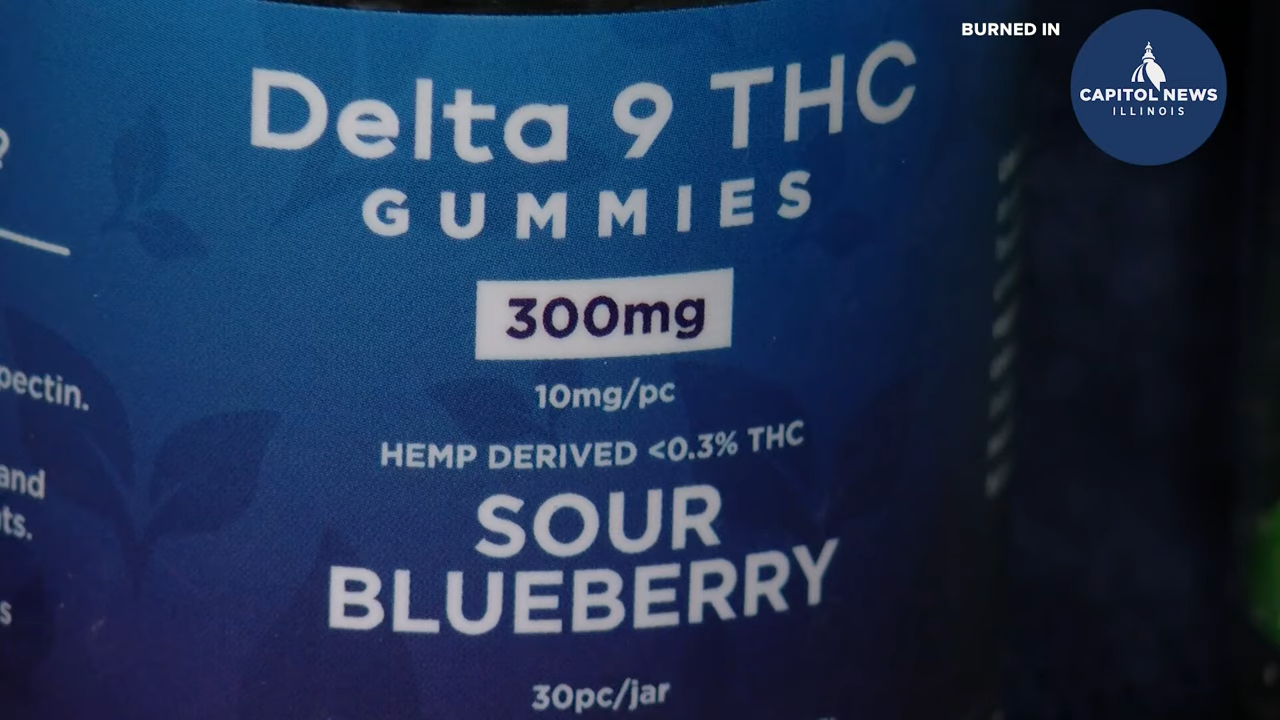 BURNED IN
CAPITOL NEWS
ILLINOIS
Delta 9 THC
GUMMIES
300mg
10mg/pc
HEMP DERIVED <0.3% THC
SOUR
BLUEBERRY
30pc/jar
pectin.
and